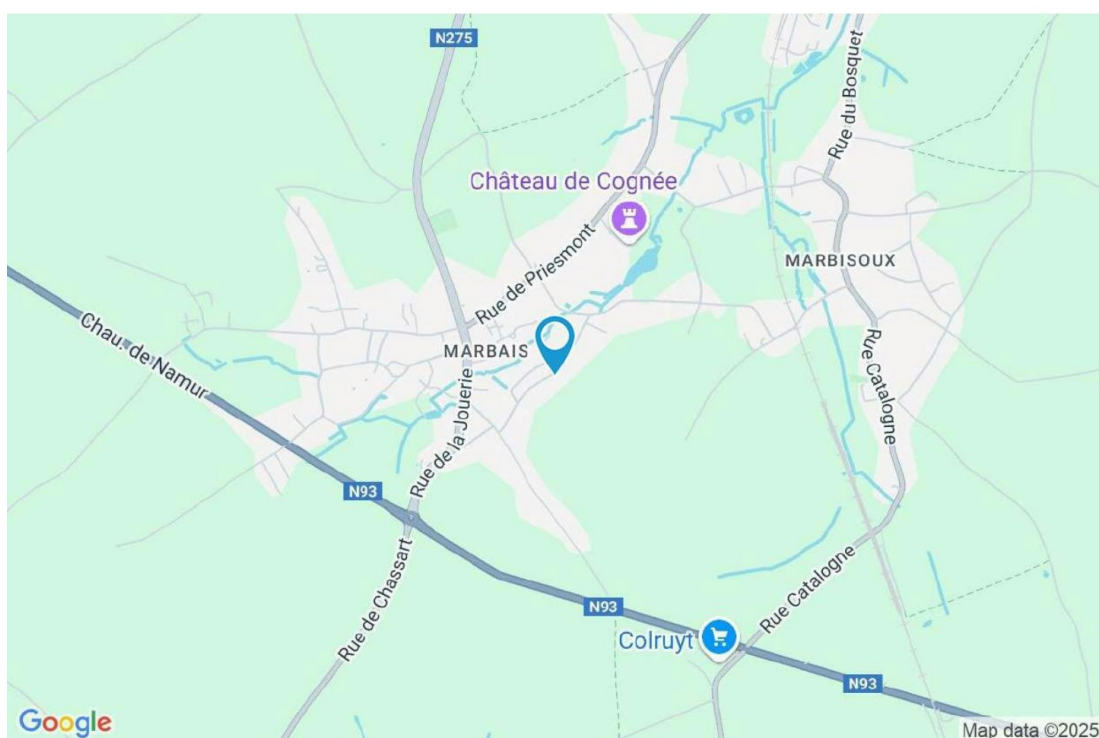 N275
Rue du Bosquet
Château de Cognée
Rue de Priesmont
MARBISOUX
Chau. de Namur
MARBAIS
Rue Catalogne
Rue de la Jouerie
N93
Rue de Chassart
Rue Catalogne
N93
Colruyt
N93
Google
Map data ©2025